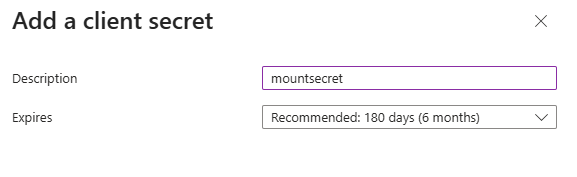 Add a client secret
Description
mountsecret
Expires
Recommended: 180 days (6 months)